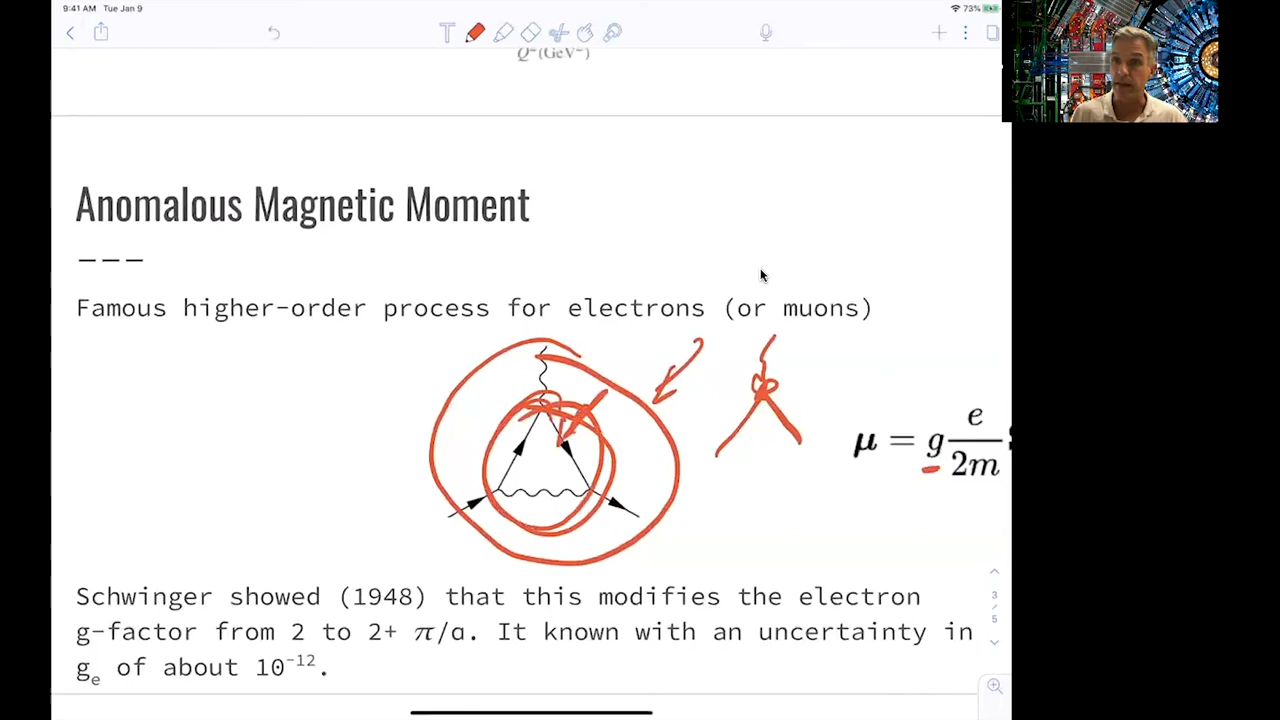 9:41 AM Tue Jan 9
73%
Q²(GeV²)
Anomalous Magnetic Moment
---
Famous higher-order process for electrons (or muons)
μ = g e/2m
Schwinger showed (1948) that this modifies the electron
g-factor from 2 to 2+ π/α. It known with an uncertainty in
gₑ of about 10⁻¹².
3
/
5